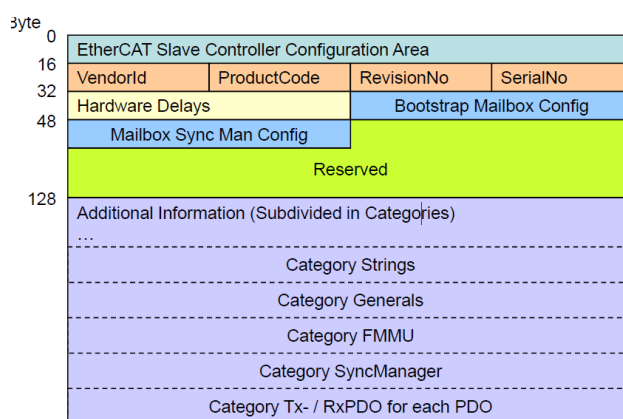 Byte
0
EtherCAT Slave Controller Configuration Area
16
VendorId ProductCode RevisionNo SerialNo
32
Hardware Delays Bootstrap Mailbox Config
48
Mailbox Sync Man Config
Reserved
128
Additional Information (Subdivided in Categories)
...
Category Strings
Category Generals
Category FMMU
Category SyncManager
Category Tx- / RxPDO for each PDO